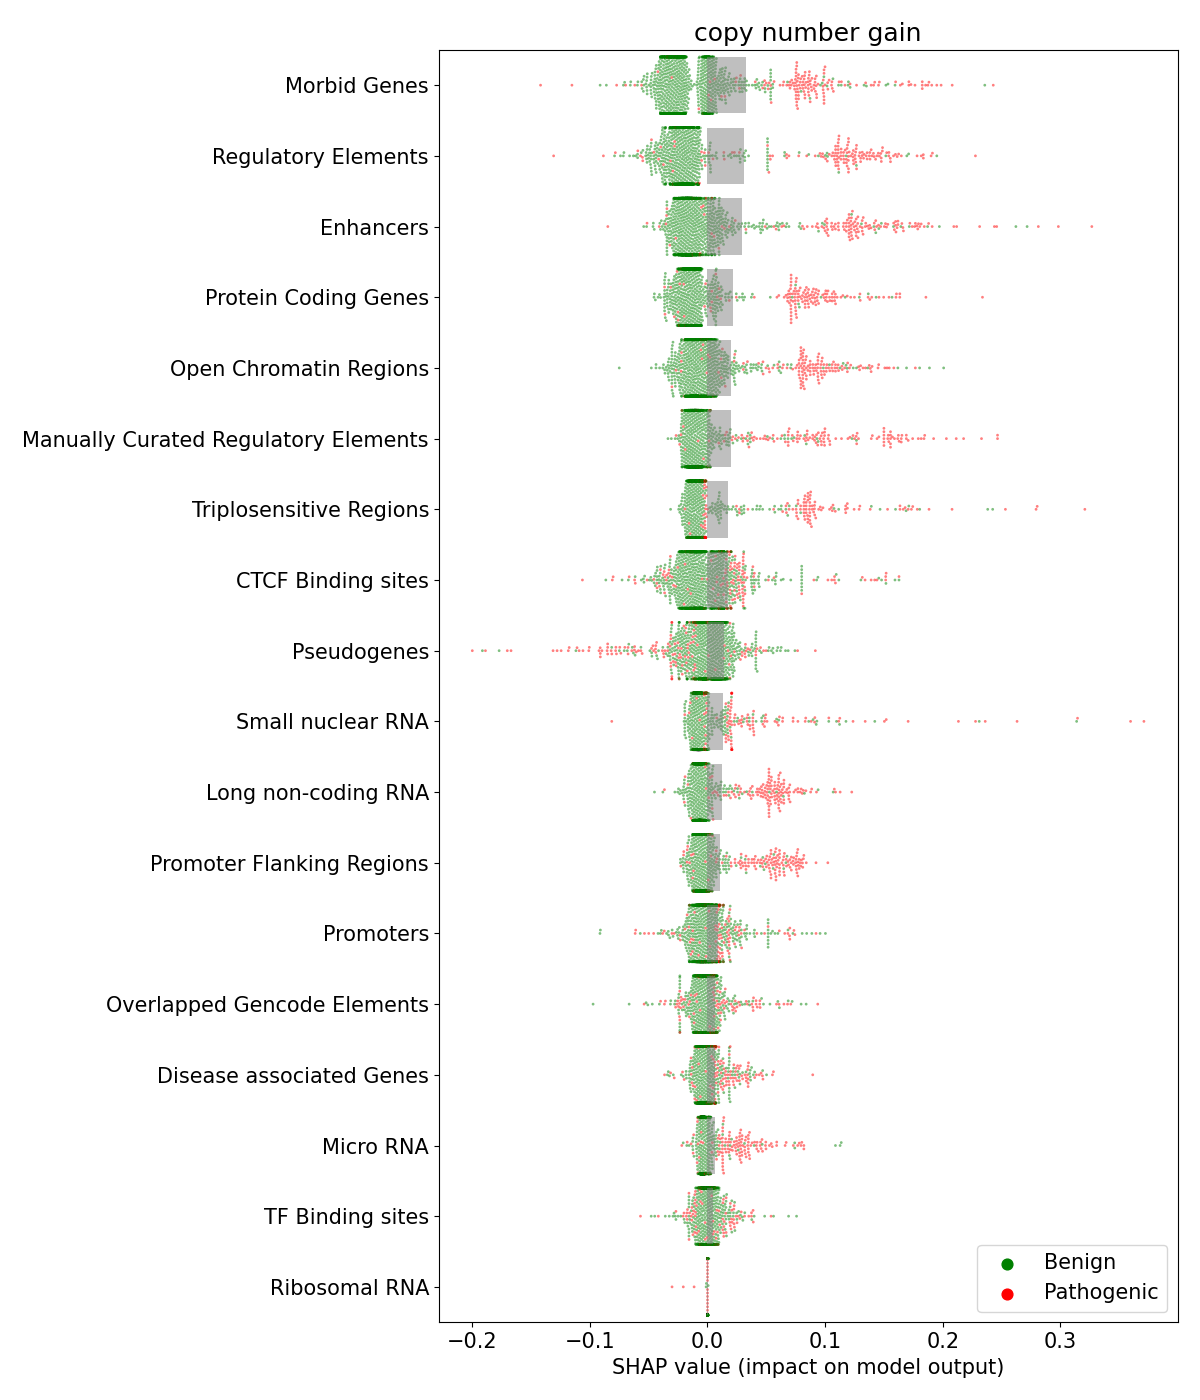 copy number gain
Morbid Genes
Regulatory Elements
Enhancers
Protein Coding Genes
Open Chromatin Regions
Manually Curated Regulatory Elements
Triplosensitive Regions
CTCF Binding sites
Pseudogenes
Small nuclear RNA
Long non-coding RNA
Promoter Flanking Regions
Promoters
Overlapped Gencode Elements
Disease associated Genes
Micro RNA
TF Binding sites
Ribosomal RNA
Benign
Pathogenic
−0.2 −0.1 0.0 0.1 0.2 0.3
SHAP value (impact on model output)